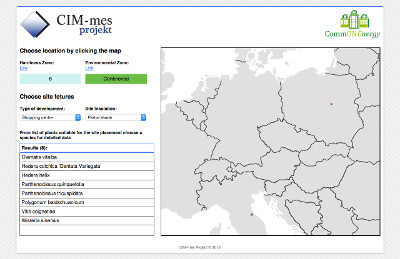 CIM-mes
projekt
CommONEnergy
Choose location by clicking the map
Hardiness Zone:
Environmental Zone:
Link
Link
6
Continental
Choose site fetures
Type of development:
Site insolation:
Shopping centre
Partial shade
From list of plants suitable for the site placement choose a
species for detailed data
Results (8):
Clematis vitalba
Hedera colchica 'Dentata Variegata'
Hedera helix
Parthenocissus quinquefolia
Parthenocissus tricuspidata
Polygonum baldschuanicum
Vitis coignetiae
Wisteria sinensis
CIM-mes Project © 2015